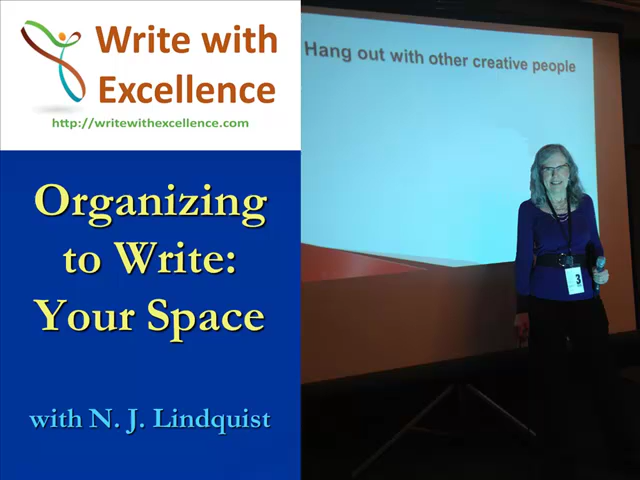 Write with
Excellence
http://writewithexcellence.com
Organizing
to Write:
Your Space
with N. J. Lindquist
Hang out with other creative people
3